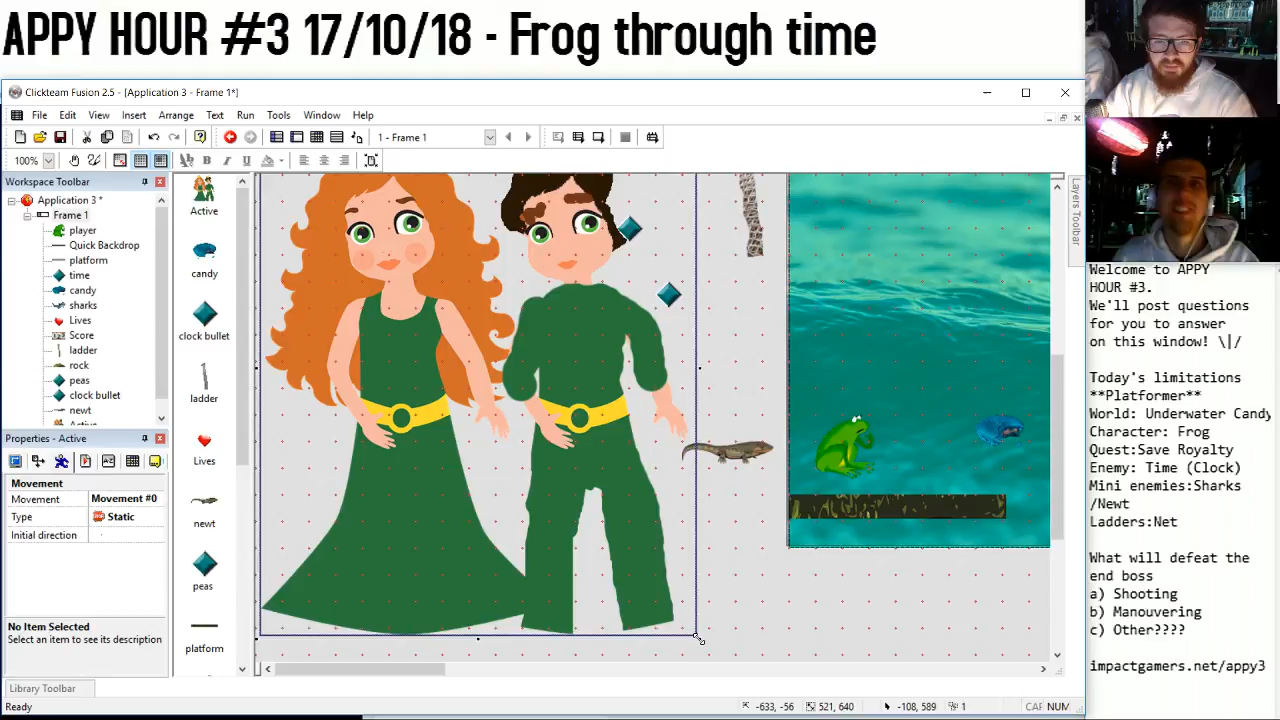 APPY HOUR #3 17/10/18 - Frog through time
Clickteam Fusion 2.5 - [Application 3 - Frame 1*]
File Edit View Insert Arrange Text Run Tools Window Help
1 - Frame 1
100%
B I U
Workspace Toolbar
Application 3 *
Frame 1
player
Quick Backdrop
platform
time
candy
sharks
Lives
Score
ladder
rock
peas
clock bullet
newt
Properties - Active
Movement
Movement Movement #0
Type Static
Initial direction
No Item Selected
Select an item to see its description
Library Toolbar
Ready
Active
candy
clock bullet
ladder
Lives
newt
peas
platform
Layers Toolbar
-633, -56 521, 640 -108, 589 1 NUM
Welcome to APPY
HOUR #3.
We'll post questions
for you to answer
on this window! \|/
Today's limitations
**Platformer**
World: Underwater Candy
Character: Frog
Quest:Save Royalty
Enemy: Time (Clock)
Mini enemies:Sharks
/Newt
Ladders:Net
What will defeat the
end boss
a) Shooting
b) Manouvering
c) Other????
impactgamers.net/appy3